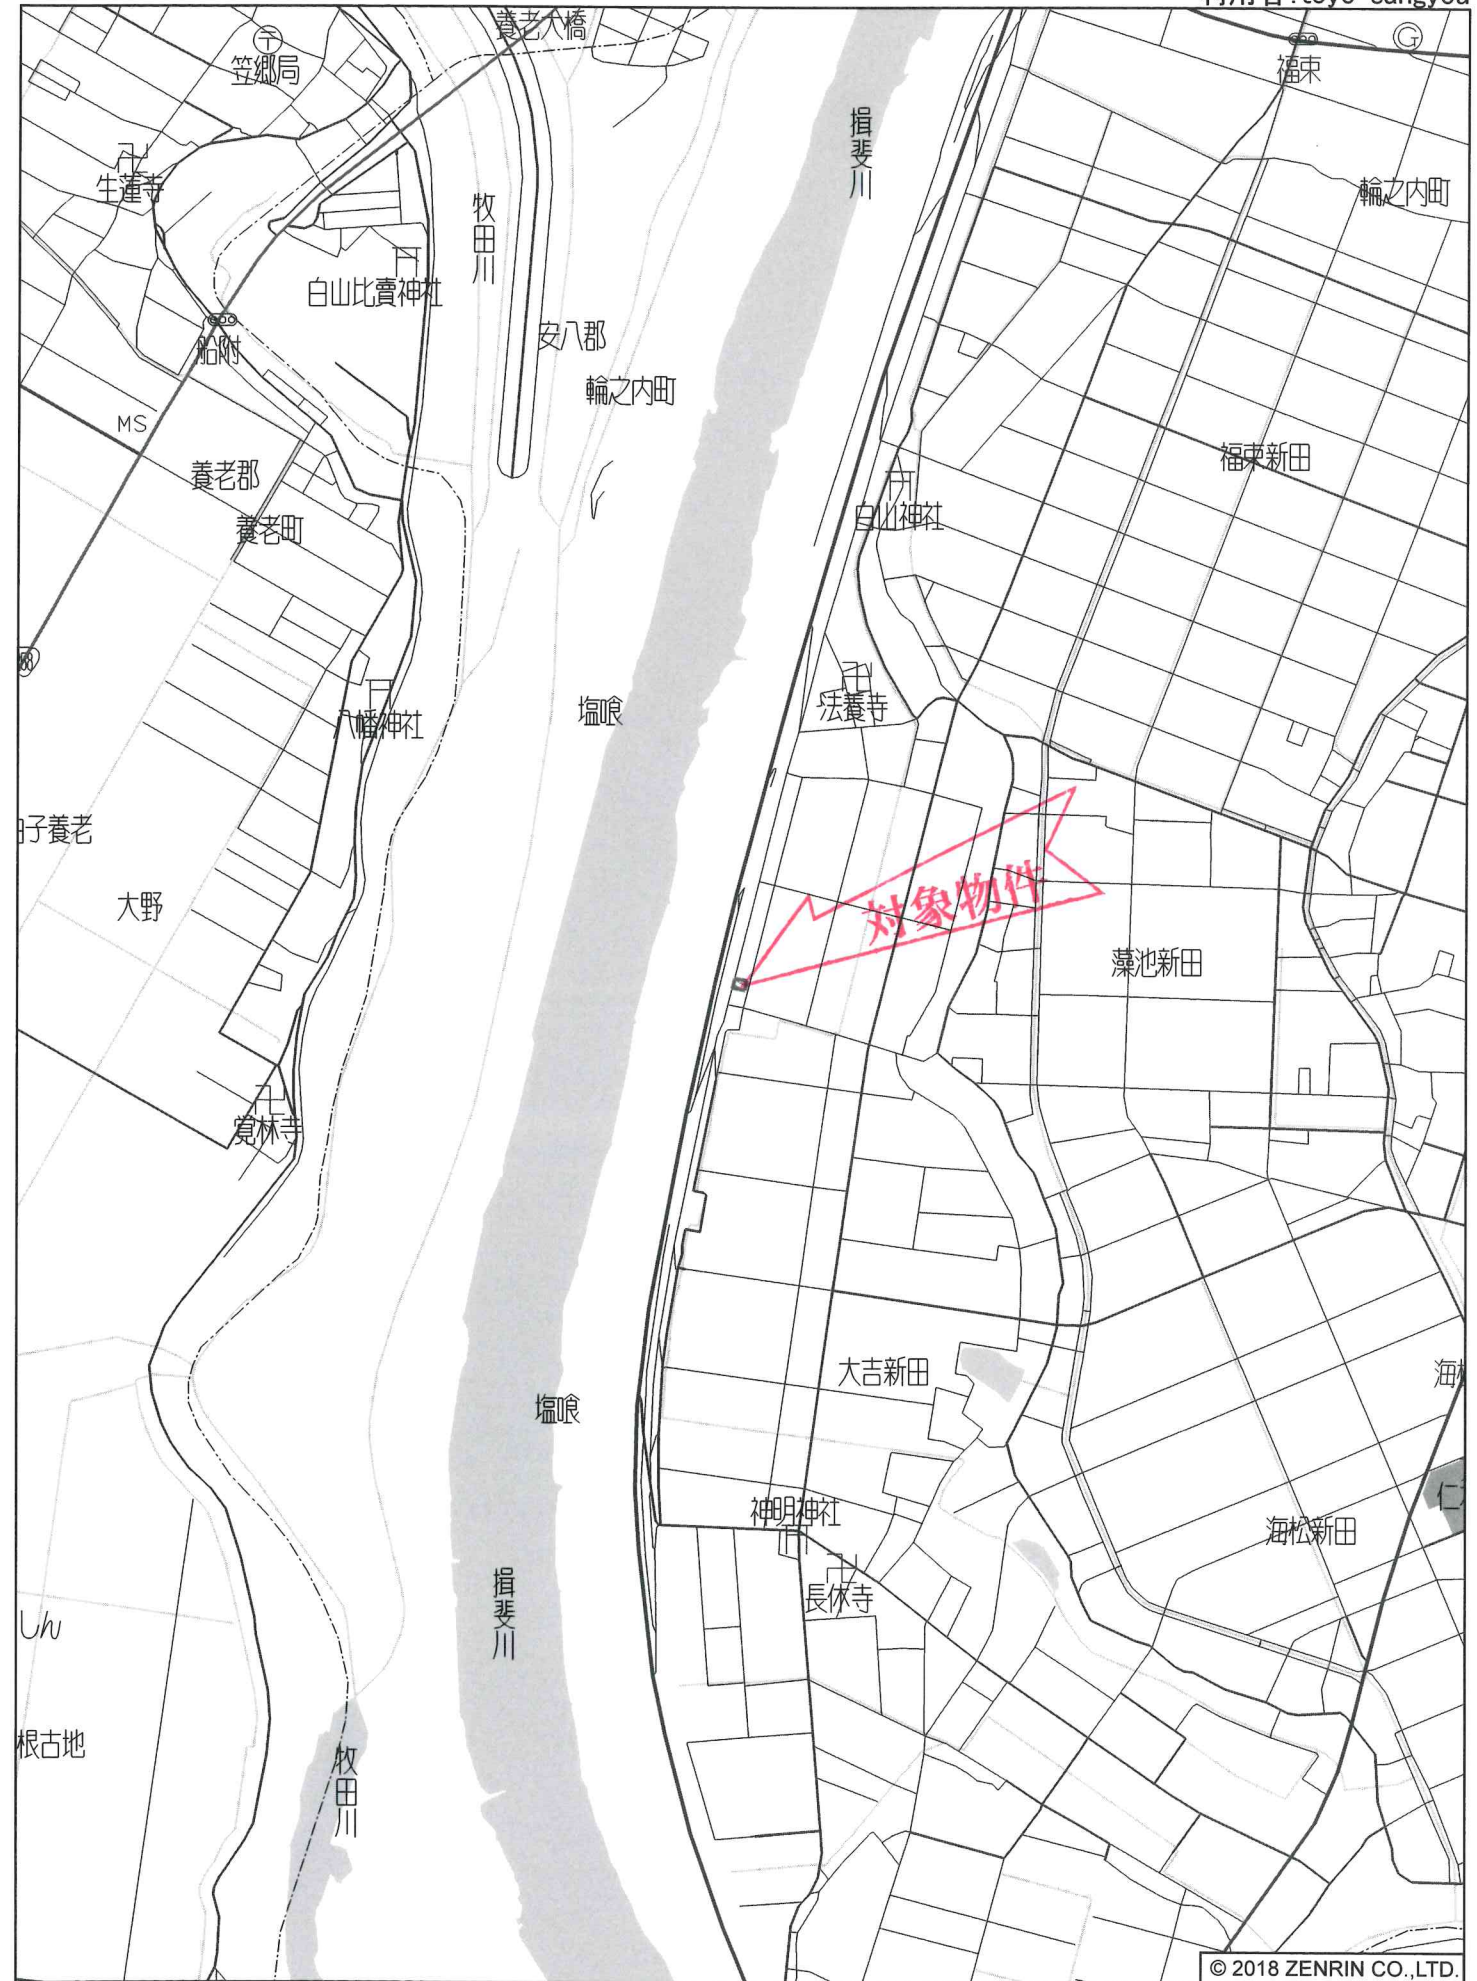 養老大橋
笠郷局
福束
G
揖斐川
生蓮寺
輪之内町
牧田川
白山比賣神社
安八郡
船附
輪之内町
MS
養老郡
福束新田
養老町
白山神社
法養寺
塩喰
八幡神社
子養老
対象物件
大野
藻池新田
覚林寺
大吉新田
塩喰
神明神社
海松新田
揖斐川
長休寺
しん
根古地
牧田川
© 2018 ZENRIN CO.,LTD.